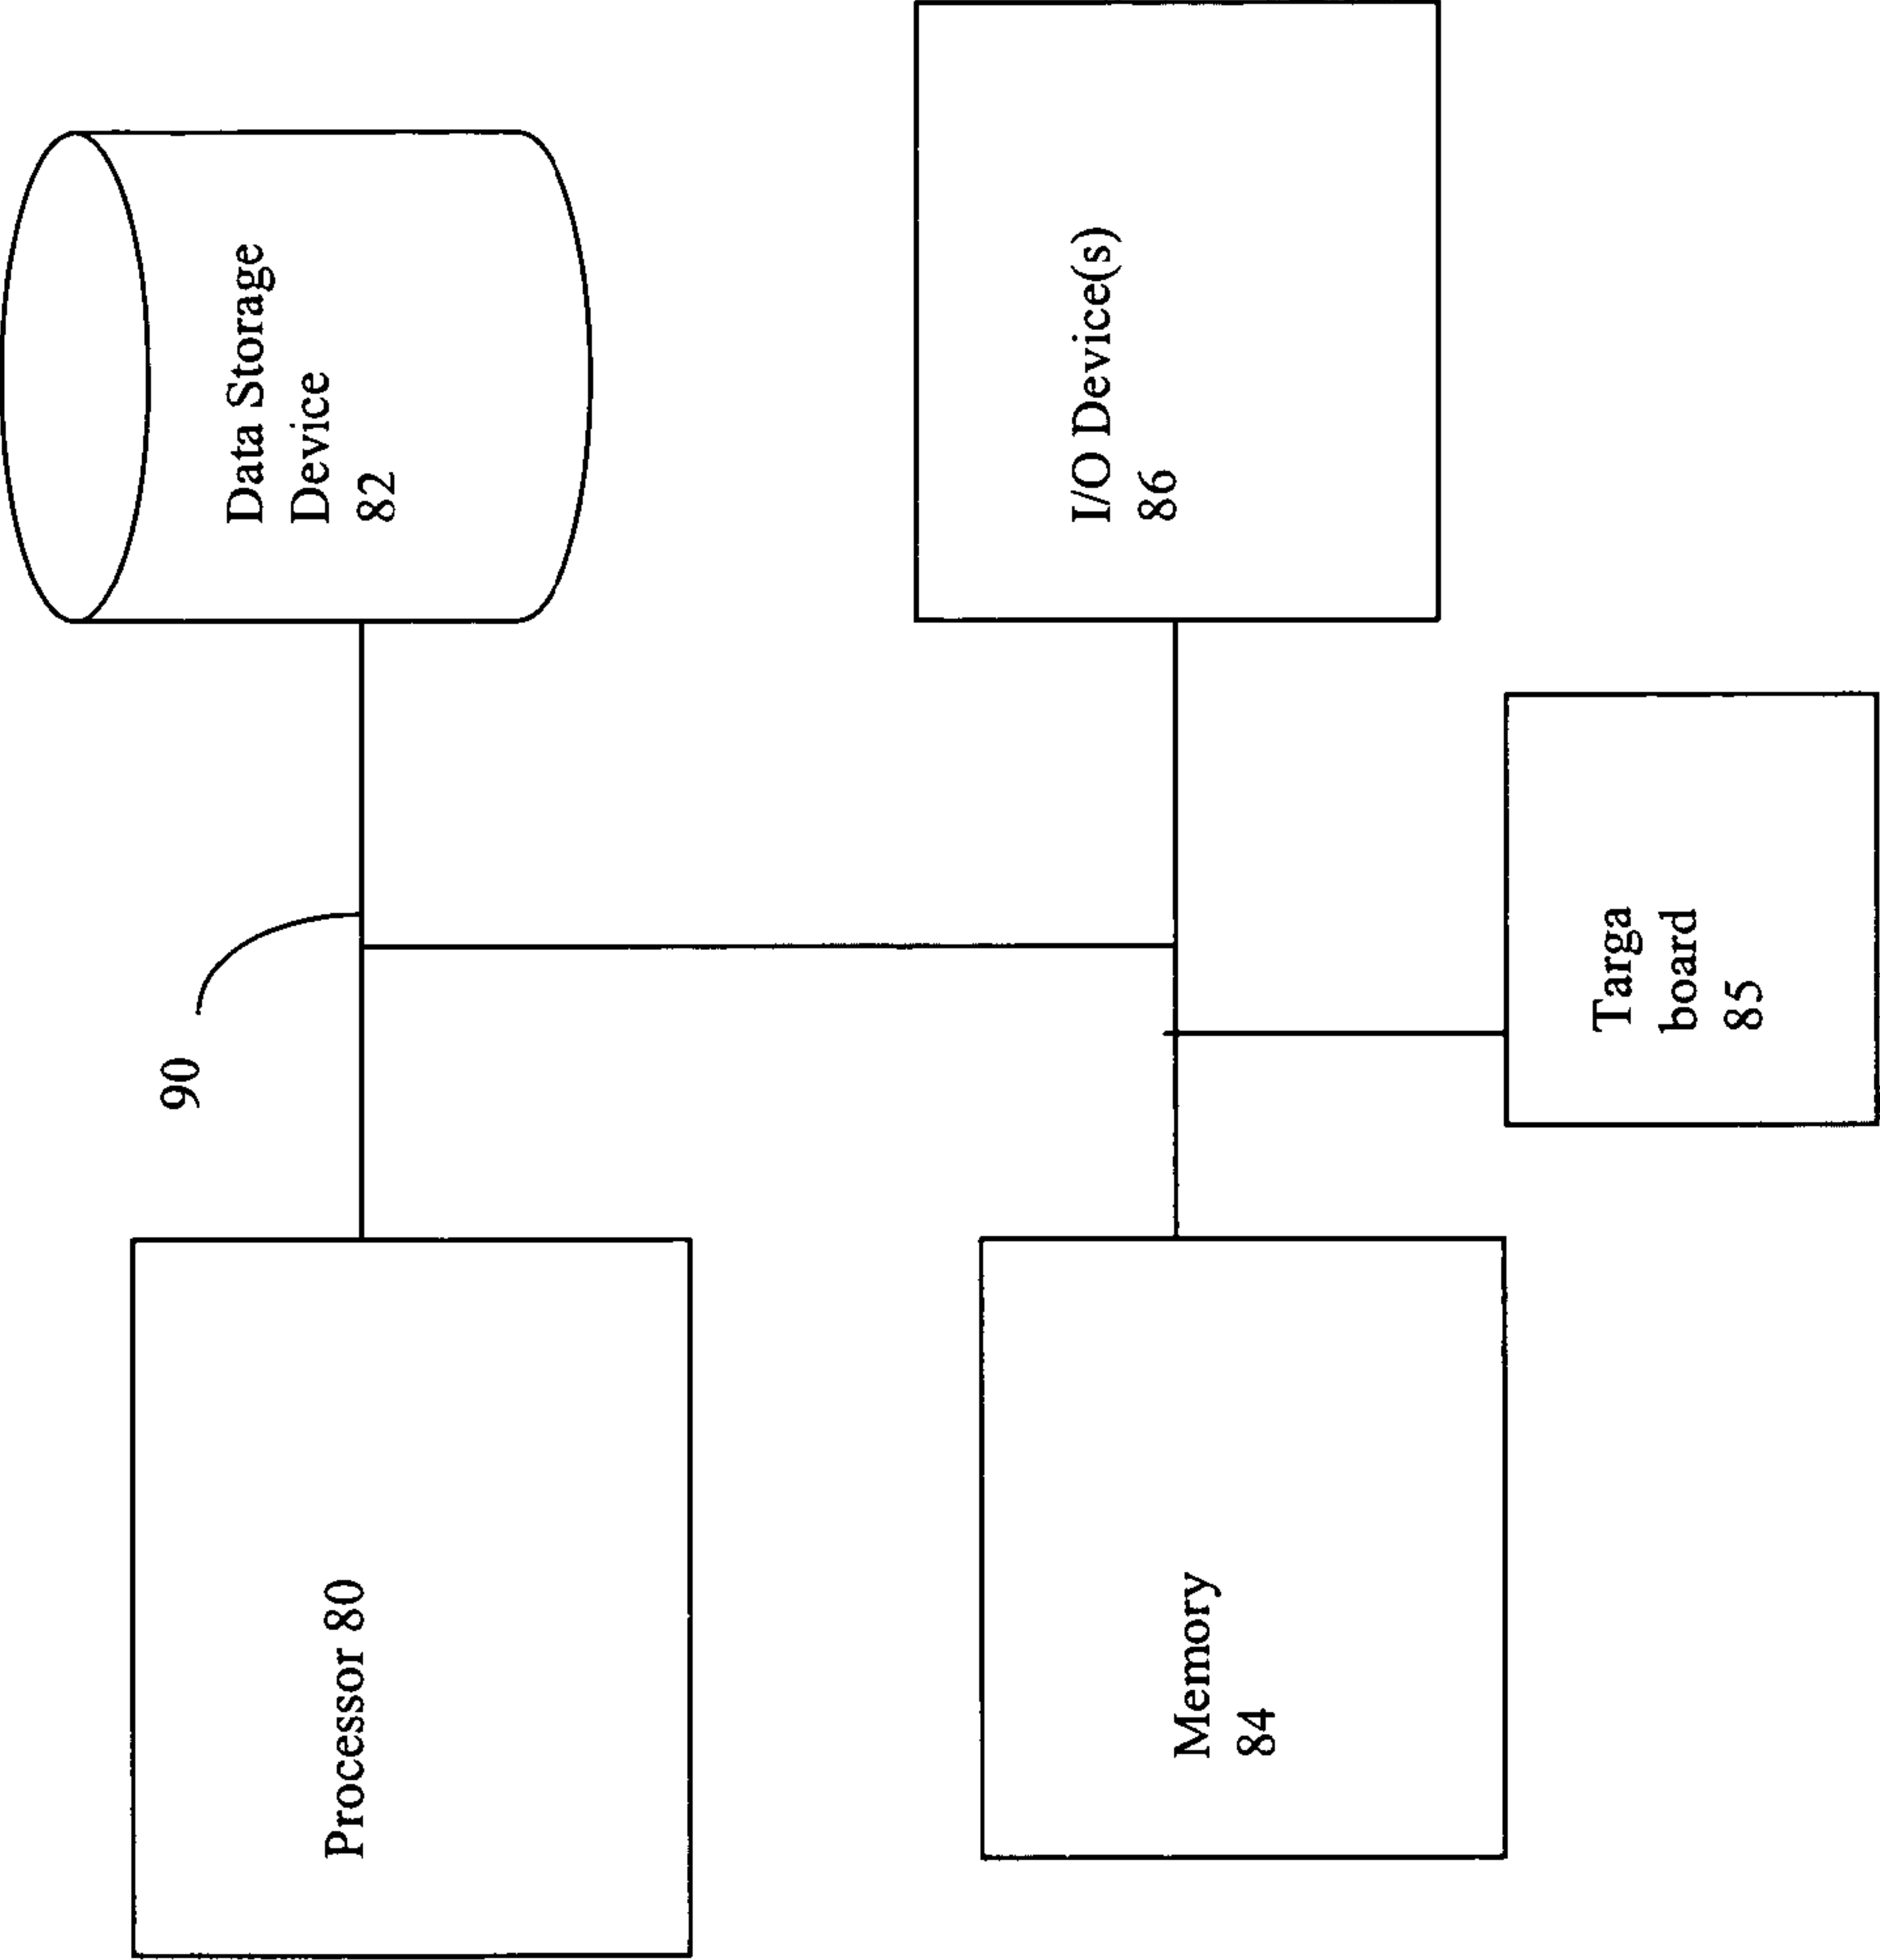 90
Processor 80
Data Storage
Device
82
Memory
84
I/O Device(s)
86
Targa
board
85